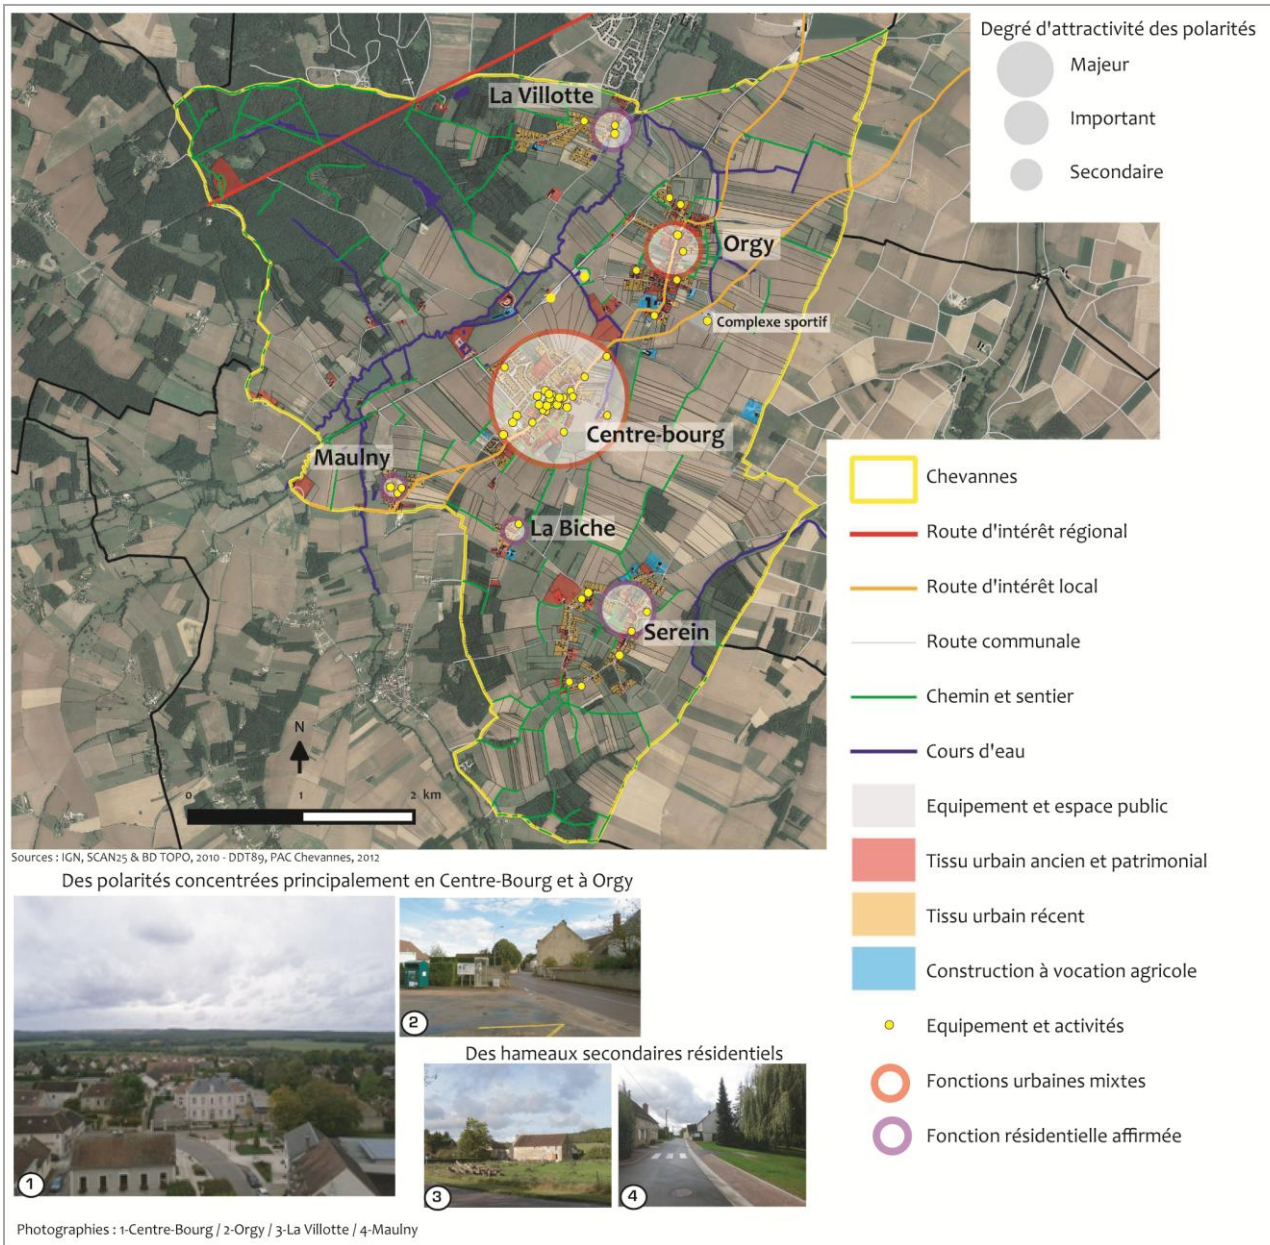 Degré d'attractivité des polarités
Majeur
Important
Secondaire
La Villotte
Orgy
Complexe sportif
Centre-bourg
Maulny
La Biche
Serein
N
0 1 2 km
Chevannes
Route d'intérêt régional
Route d'intérêt local
Route communale
Chemin et sentier
Cours d'eau
Equipement et espace public
Tissu urbain ancien et patrimonial
Tissu urbain récent
Construction à vocation agricole
Equipement et activités
Fonctions urbaines mixtes
Fonction résidentielle affirmée
Sources : IGN, SCAN25 & BD TOPO, 2010 - DDT89, PAC Chevannes, 2012
Des polarités concentrées principalement en Centre-Bourg et à Orgy
1
2
Des hameaux secondaires résidentiels
3
4
Photographies : 1-Centre-Bourg / 2-Orgy / 3-La Villotte / 4-Maulny